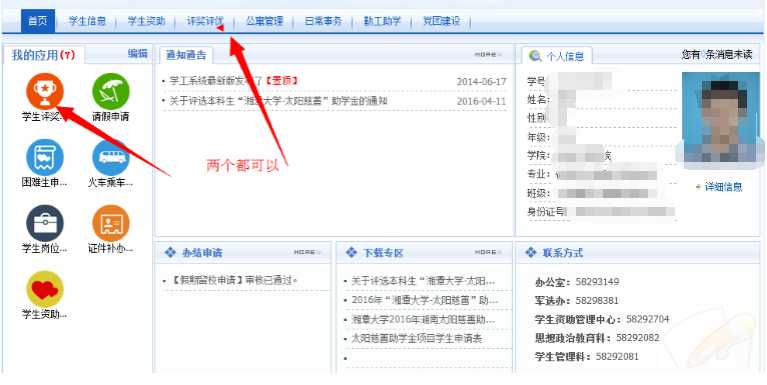 首页 学生信息 学生资助 评奖评优 公寓管理 日常事务 勤工助学 党团建设
我的应用(7) 编辑
学生评奖...
请假申请
困难生申...
火车乘车...
学生岗位...
证件补办...
学生资助...
通知通告 MORE»
学工系统最新版发布了【置顶】 2014-06-17
关于评选本科生“湘潭大学-太阳慈善”助学金的通知 2016-04-11
两个都可以
办结申请 MORE»
【假期留校申请】审核已通过。
下载专区 MORE»
关于评选本科生“湘潭大学-太阳...
2016年“湘潭大学-太阳慈善”助...
湘潭大学2016年湖南太阳慈善助...
太阳慈善助学金项目学生申请表
个人信息 您有0条消息未读
学号
姓名:
性别
年级:
学院: 院
专业:
班级:
身份证号
详细信息
联系方式
办公室: 58293149
军选办: 58298381
学生资助管理中心: 58292704
思想政治教育科: 58292082
学生管理科: 58292081